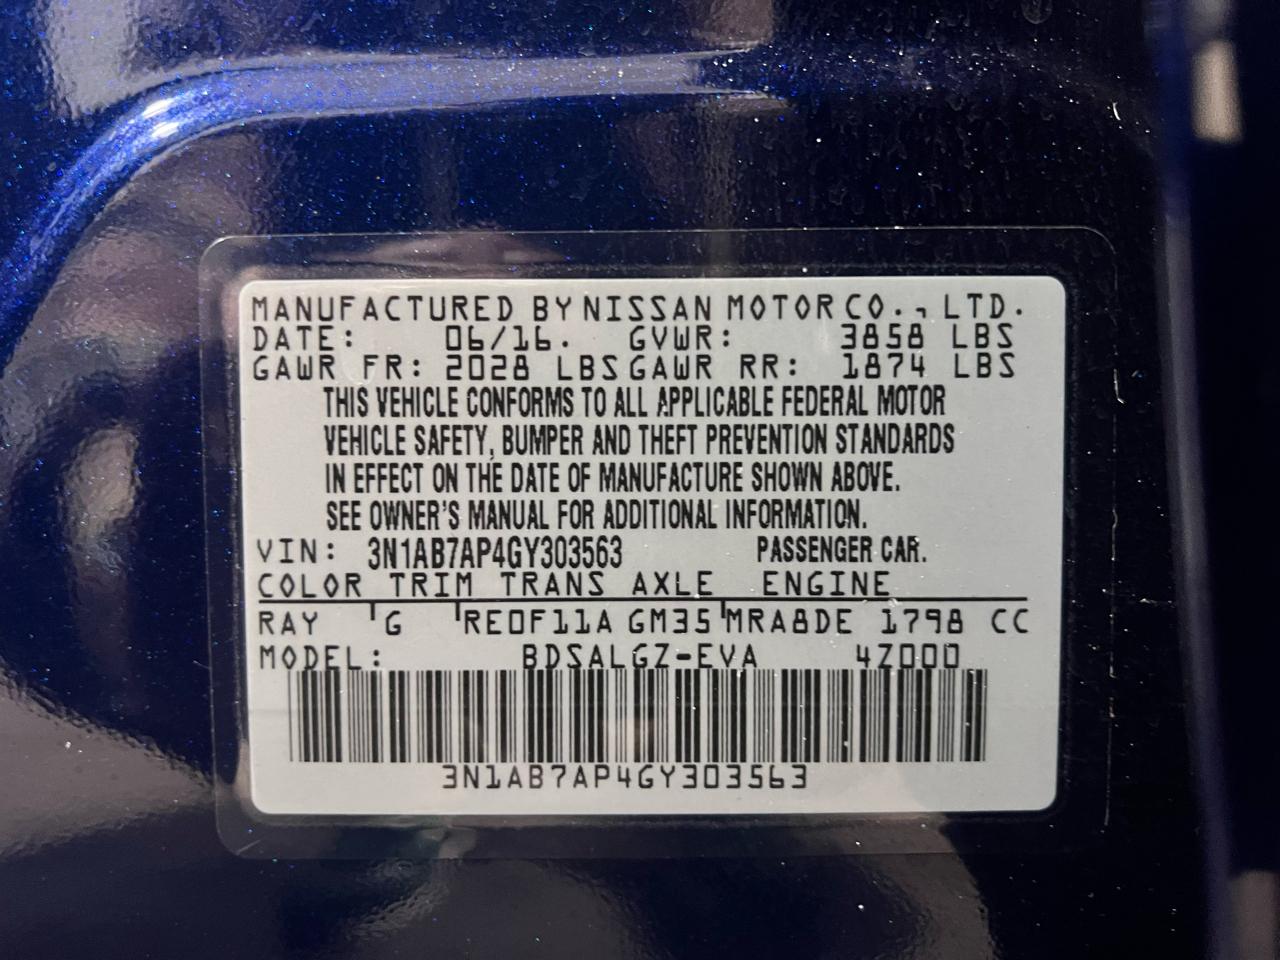 MANUFACTURED BY NISSAN MOTOR CO., LTD.
DATE: 06/16. GVWR: 3858 LBS
GAWR FR: 2028 LBS GAWR RR: 1874 LBS
THIS VEHICLE CONFORMS TO ALL APPLICABLE FEDERAL MOTOR
VEHICLE SAFETY, BUMPER AND THEFT PREVENTION STANDARDS
IN EFFECT ON THE DATE OF MANUFACTURE SHOWN ABOVE.
SEE OWNER'S MANUAL FOR ADDITIONAL INFORMATION.
VIN: 3N1AB7AP4GY303563 PASSENGER CAR.
COLOR TRIM TRANS AXLE ENGINE
RAY G RE0F11A GM35 MRA8DE 1798 CC
MODEL: BDSALGZ-EVA 4Z000
3N1AB7AP4GY303563